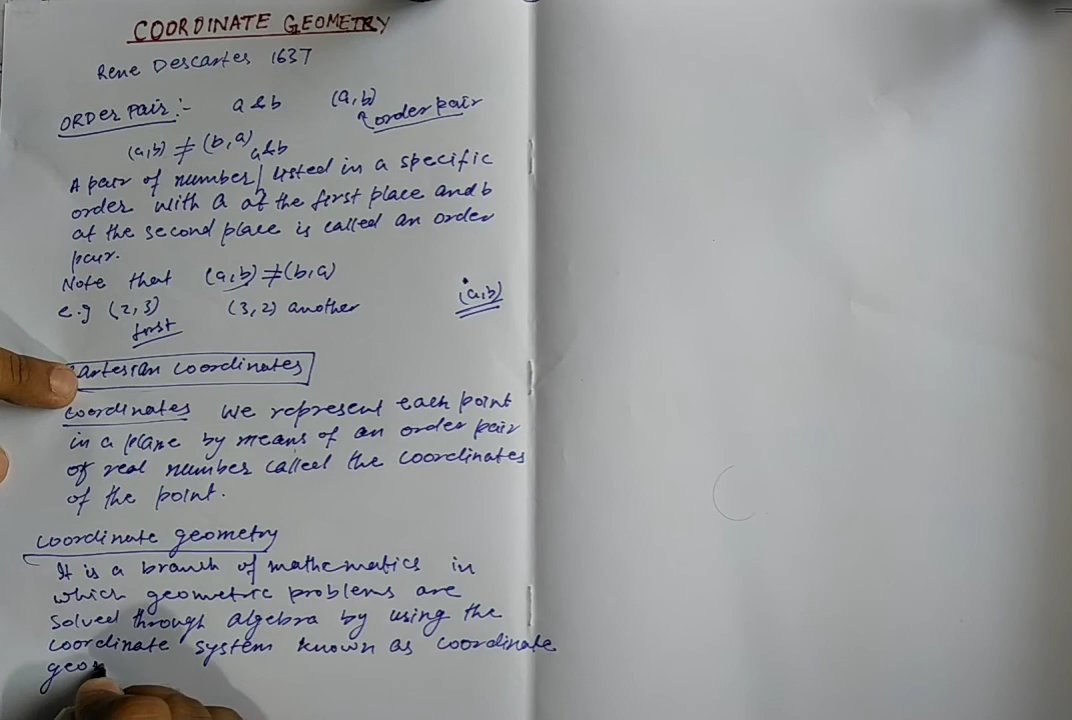 COORDINATE GEOMETRY
Rene Descartes 1637
ORDER PAIR :- a & b (a,b)
order pair
(a,b) ≠ (b,a)
a & b
A pair of number listed in a specific
order with a at the first place and b
at the second place is called an order
pair.
Note that (a,b) ≠ (b,a)
e.g (2,3) (3,2) another
first
(a,b)
artesian coordinates
coordinates We represent each point
in a plane by means of an order pair
of real number called the coordinates
of the point.
coordinate geometry
It is a branch of mathematics in
which geometric problems are
solved through algebra by using the
coordinate system known as coordinate
geo